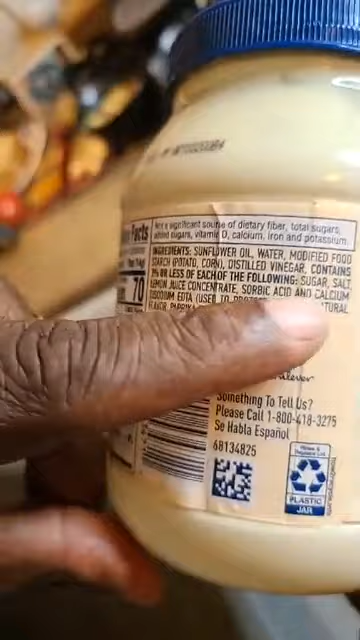 Facts
Not a significant source of dietary fiber, total sugars,
added sugars, vitamin D, calcium, iron and potassium.
INGREDIENTS: SUNFLOWER OIL, WATER, MODIFIED FOOD
STARCH (POTATO, CORN), DISTILLED VINEGAR, CONTAINS
OR LESS OF EACH OF THE FOLLOWING: SUGAR, SALT,
LEMON JUICE CONCENTRATE, SORBIC ACID AND CALCIUM
DISODIUM EDTA (USED TO
70
Something To Tell Us?
Please Call 1-800-418-3275
Se Habla Español
68134825
PLASTIC
JAR